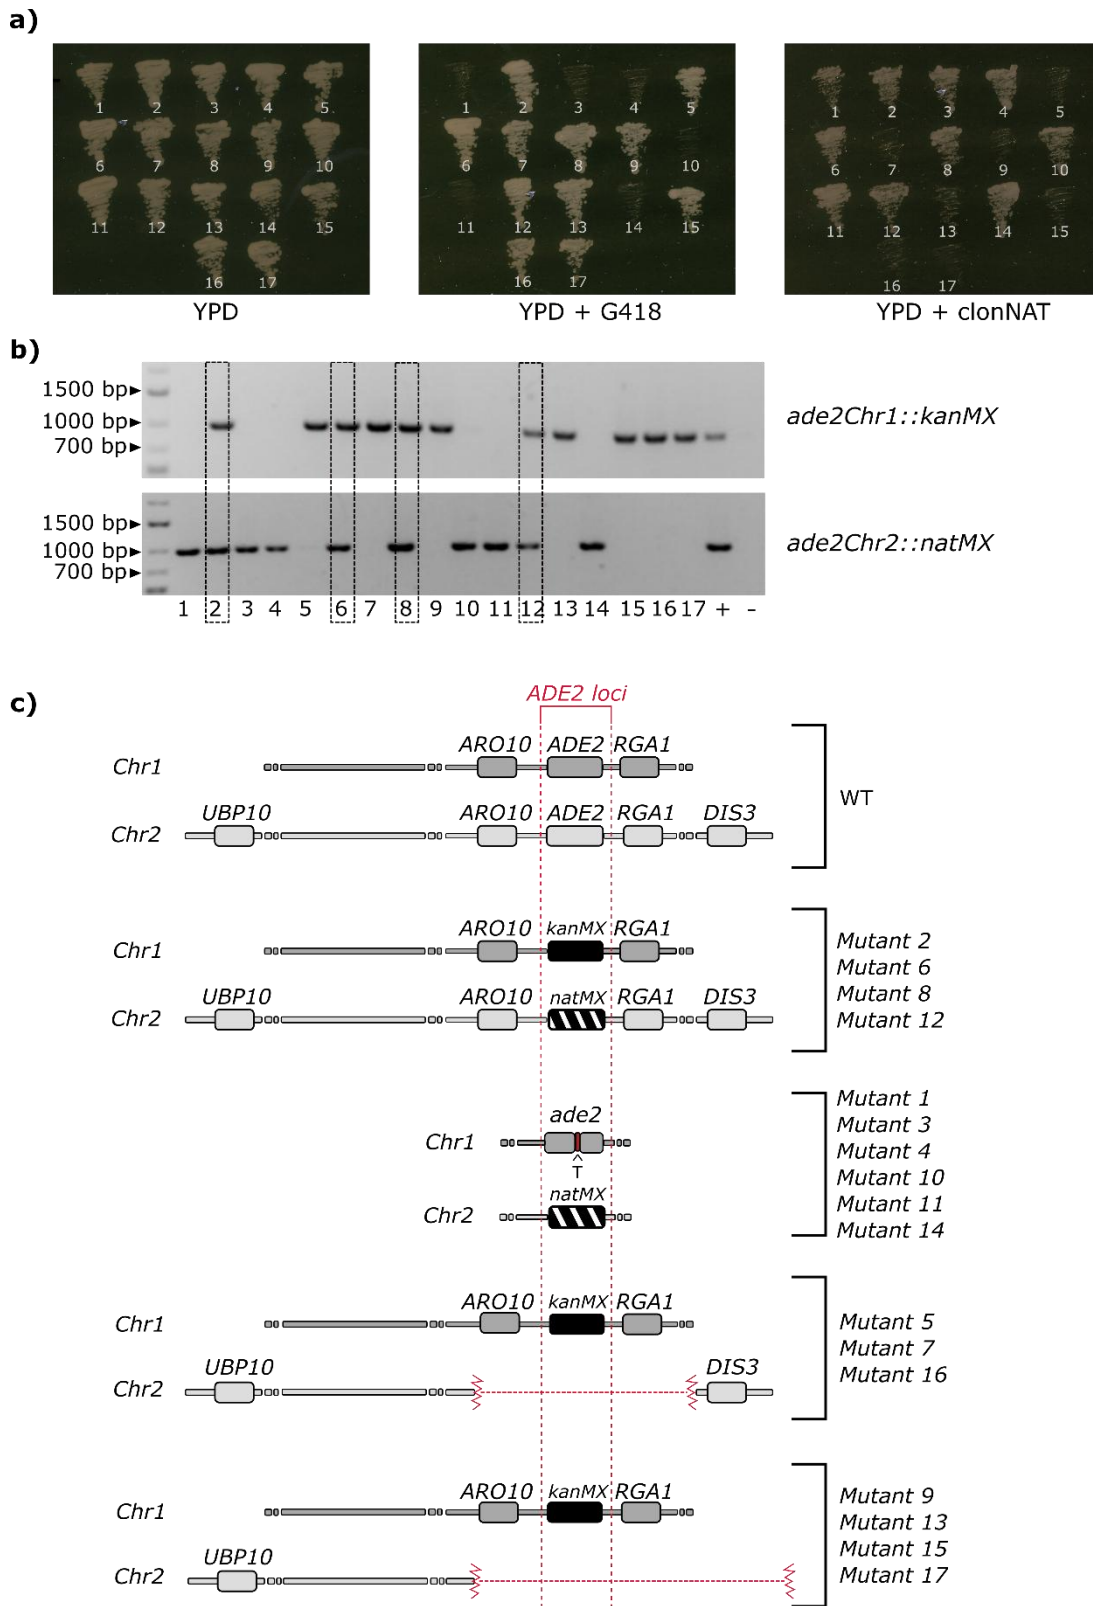 a)
1 2 3 4 5
6 7 8 9 10
11 12 13 14 15
16 17
YPD
1 2 3 4 5
6 7 8 9 10
11 12 13 14 15
16 17
YPD + G418
1 2 3 4 5
6 7 8 9 10
11 12 13 14 15
16 17
YPD + clonNAT
b)
1500 bp
1000 bp
700 bp
ade2Chr1::kanMX
1500 bp
1000 bp
700 bp
ade2Chr2::natMX
1 2 3 4 5 6 7 8 9 10 11 12 13 14 15 16 17 + -
c)
ADE2 loci
ARO10 ADE2 RGA1
Chr1
UBP10 ARO10 ADE2 RGA1 DIS3
Chr2
WT
ARO10 kanMX RGA1
Chr1
UBP10 ARO10 natMX RGA1 DIS3
Chr2
Mutant 2
Mutant 6
Mutant 8
Mutant 12
ade2
Chr1
T
natMX
Chr2
Mutant 1
Mutant 3
Mutant 4
Mutant 10
Mutant 11
Mutant 14
ARO10 kanMX RGA1
Chr1
UBP10 DIS3
Chr2
Mutant 5
Mutant 7
Mutant 16
ARO10 kanMX RGA1
Chr1
UBP10
Chr2
Mutant 9
Mutant 13
Mutant 15
Mutant 17